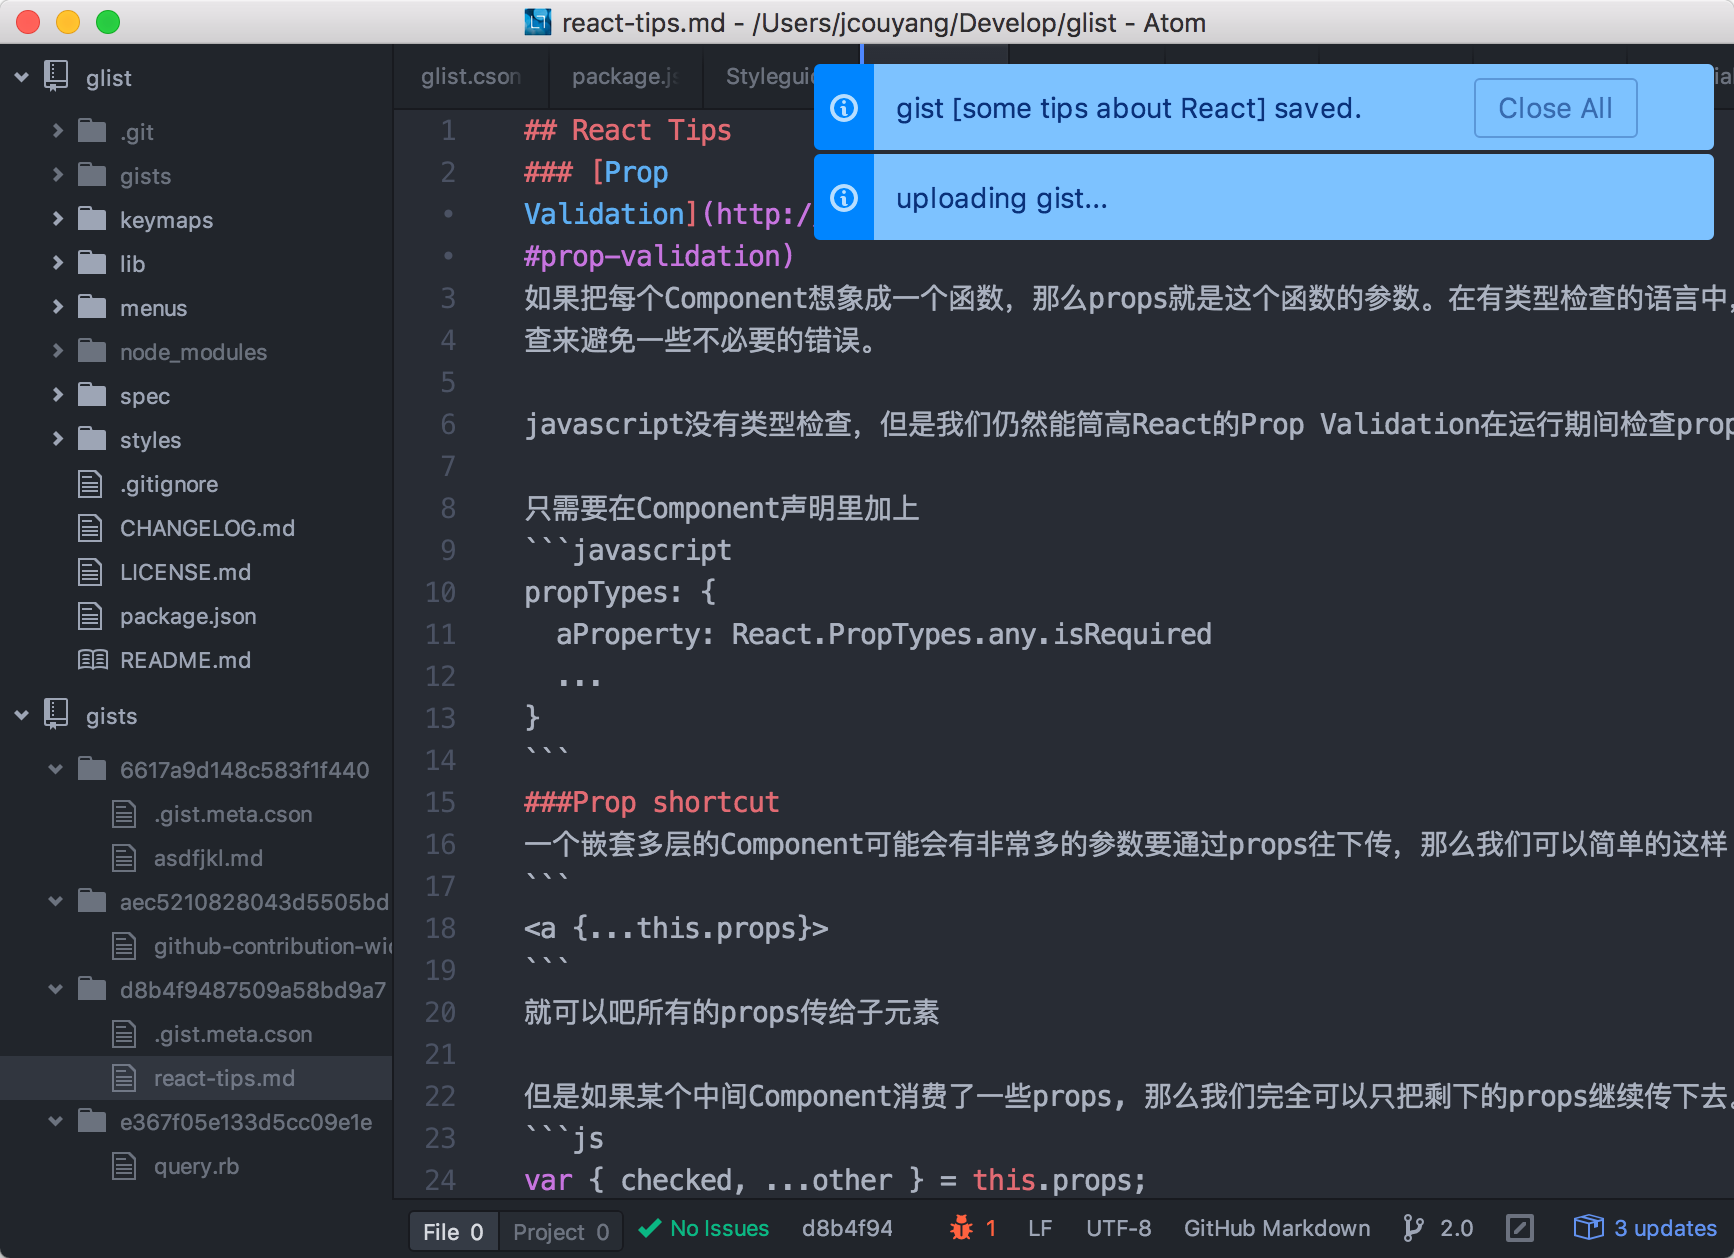 react-tips.md - /Users/jcouyang/Develop/glist - Atom
glist
.git
gists
keymaps
lib
menus
node_modules
spec
styles
.gitignore
CHANGELOG.md
LICENSE.md
package.json
README.md
gists
6617a9d148c583f1f440
.gist.meta.cson
asdfjkl.md
aec5210828043d5505bd
github-contribution-wi
d8b4f9487509a58bd9a7
.gist.meta.cson
react-tips.md
e367f05e133d5cc09e1e
query.rb
glist.cson package.js Styleguid
gist [some tips about React] saved. Close All
uploading gist...
1 ## React Tips
2 ### [Prop
• Validation](http:/
• #prop-validation)
3 如果把每个Component想象成一个函数，那么props就是这个函数的参数。在有类型检查的语言中，
4 查来避免一些不必要的错误。
5
6 javascript没有类型检查，但是我们仍然能筒高React的Prop Validation在运行期间检查prop
7
8 只需要在Component声明里加上
9 ```javascript
10 propTypes: {
11 aProperty: React.PropTypes.any.isRequired
12 ...
13 }
14 ```
15 ###Prop shortcut
16 一个嵌套多层的Component可能会有非常多的参数要通过props往下传，那么我们可以简单的这样
17 ```
18 <a {...this.props}>
19 ```
20 就可以吧所有的props传给子元素
21
22 但是如果某个中间Component消费了一些props, 那么我们完全可以只把剩下的props继续传下去。
23 ```js
24 var { checked, ...other } = this.props;
File 0 Project 0 No Issues d8b4f94 1 LF UTF-8 GitHub Markdown 2.0 3 updates